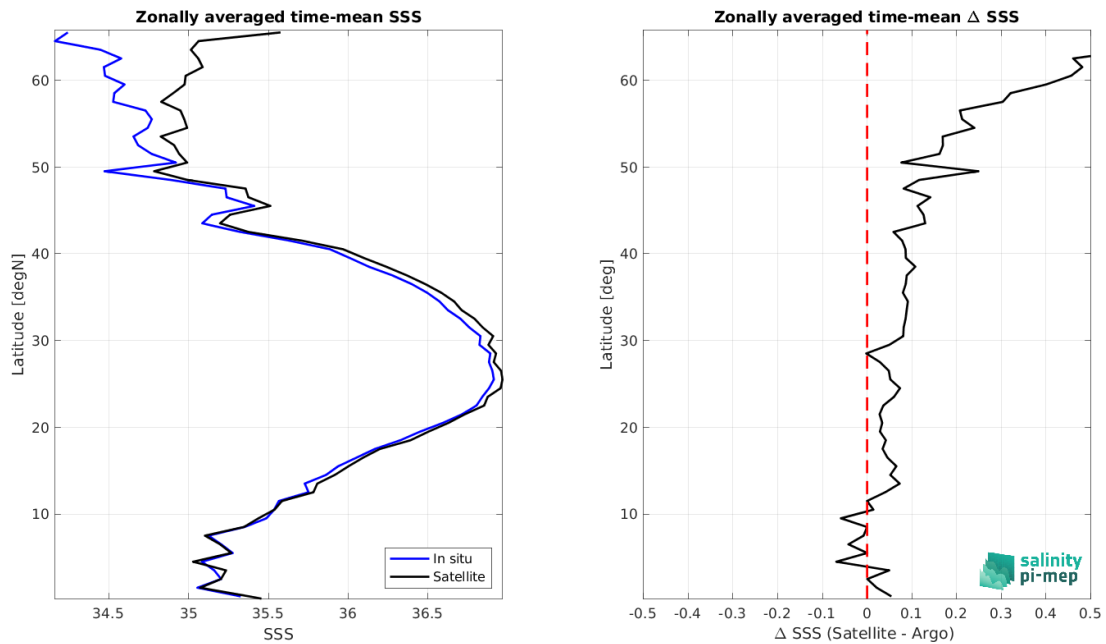 Zonally averaged time-mean SSS
Latitude [degN]
60
50
40
30
20
10
34.5 35 35.5 36 36.5
SSS
In situ
Satellite
Zonally averaged time-mean Δ SSS
Latitude [deg]
60
50
40
30
20
10
-0.5 -0.4 -0.3 -0.2 -0.1 0 0.1 0.2 0.3 0.4 0.5
Δ SSS (Satellite - Argo)
salinity
pi-mep